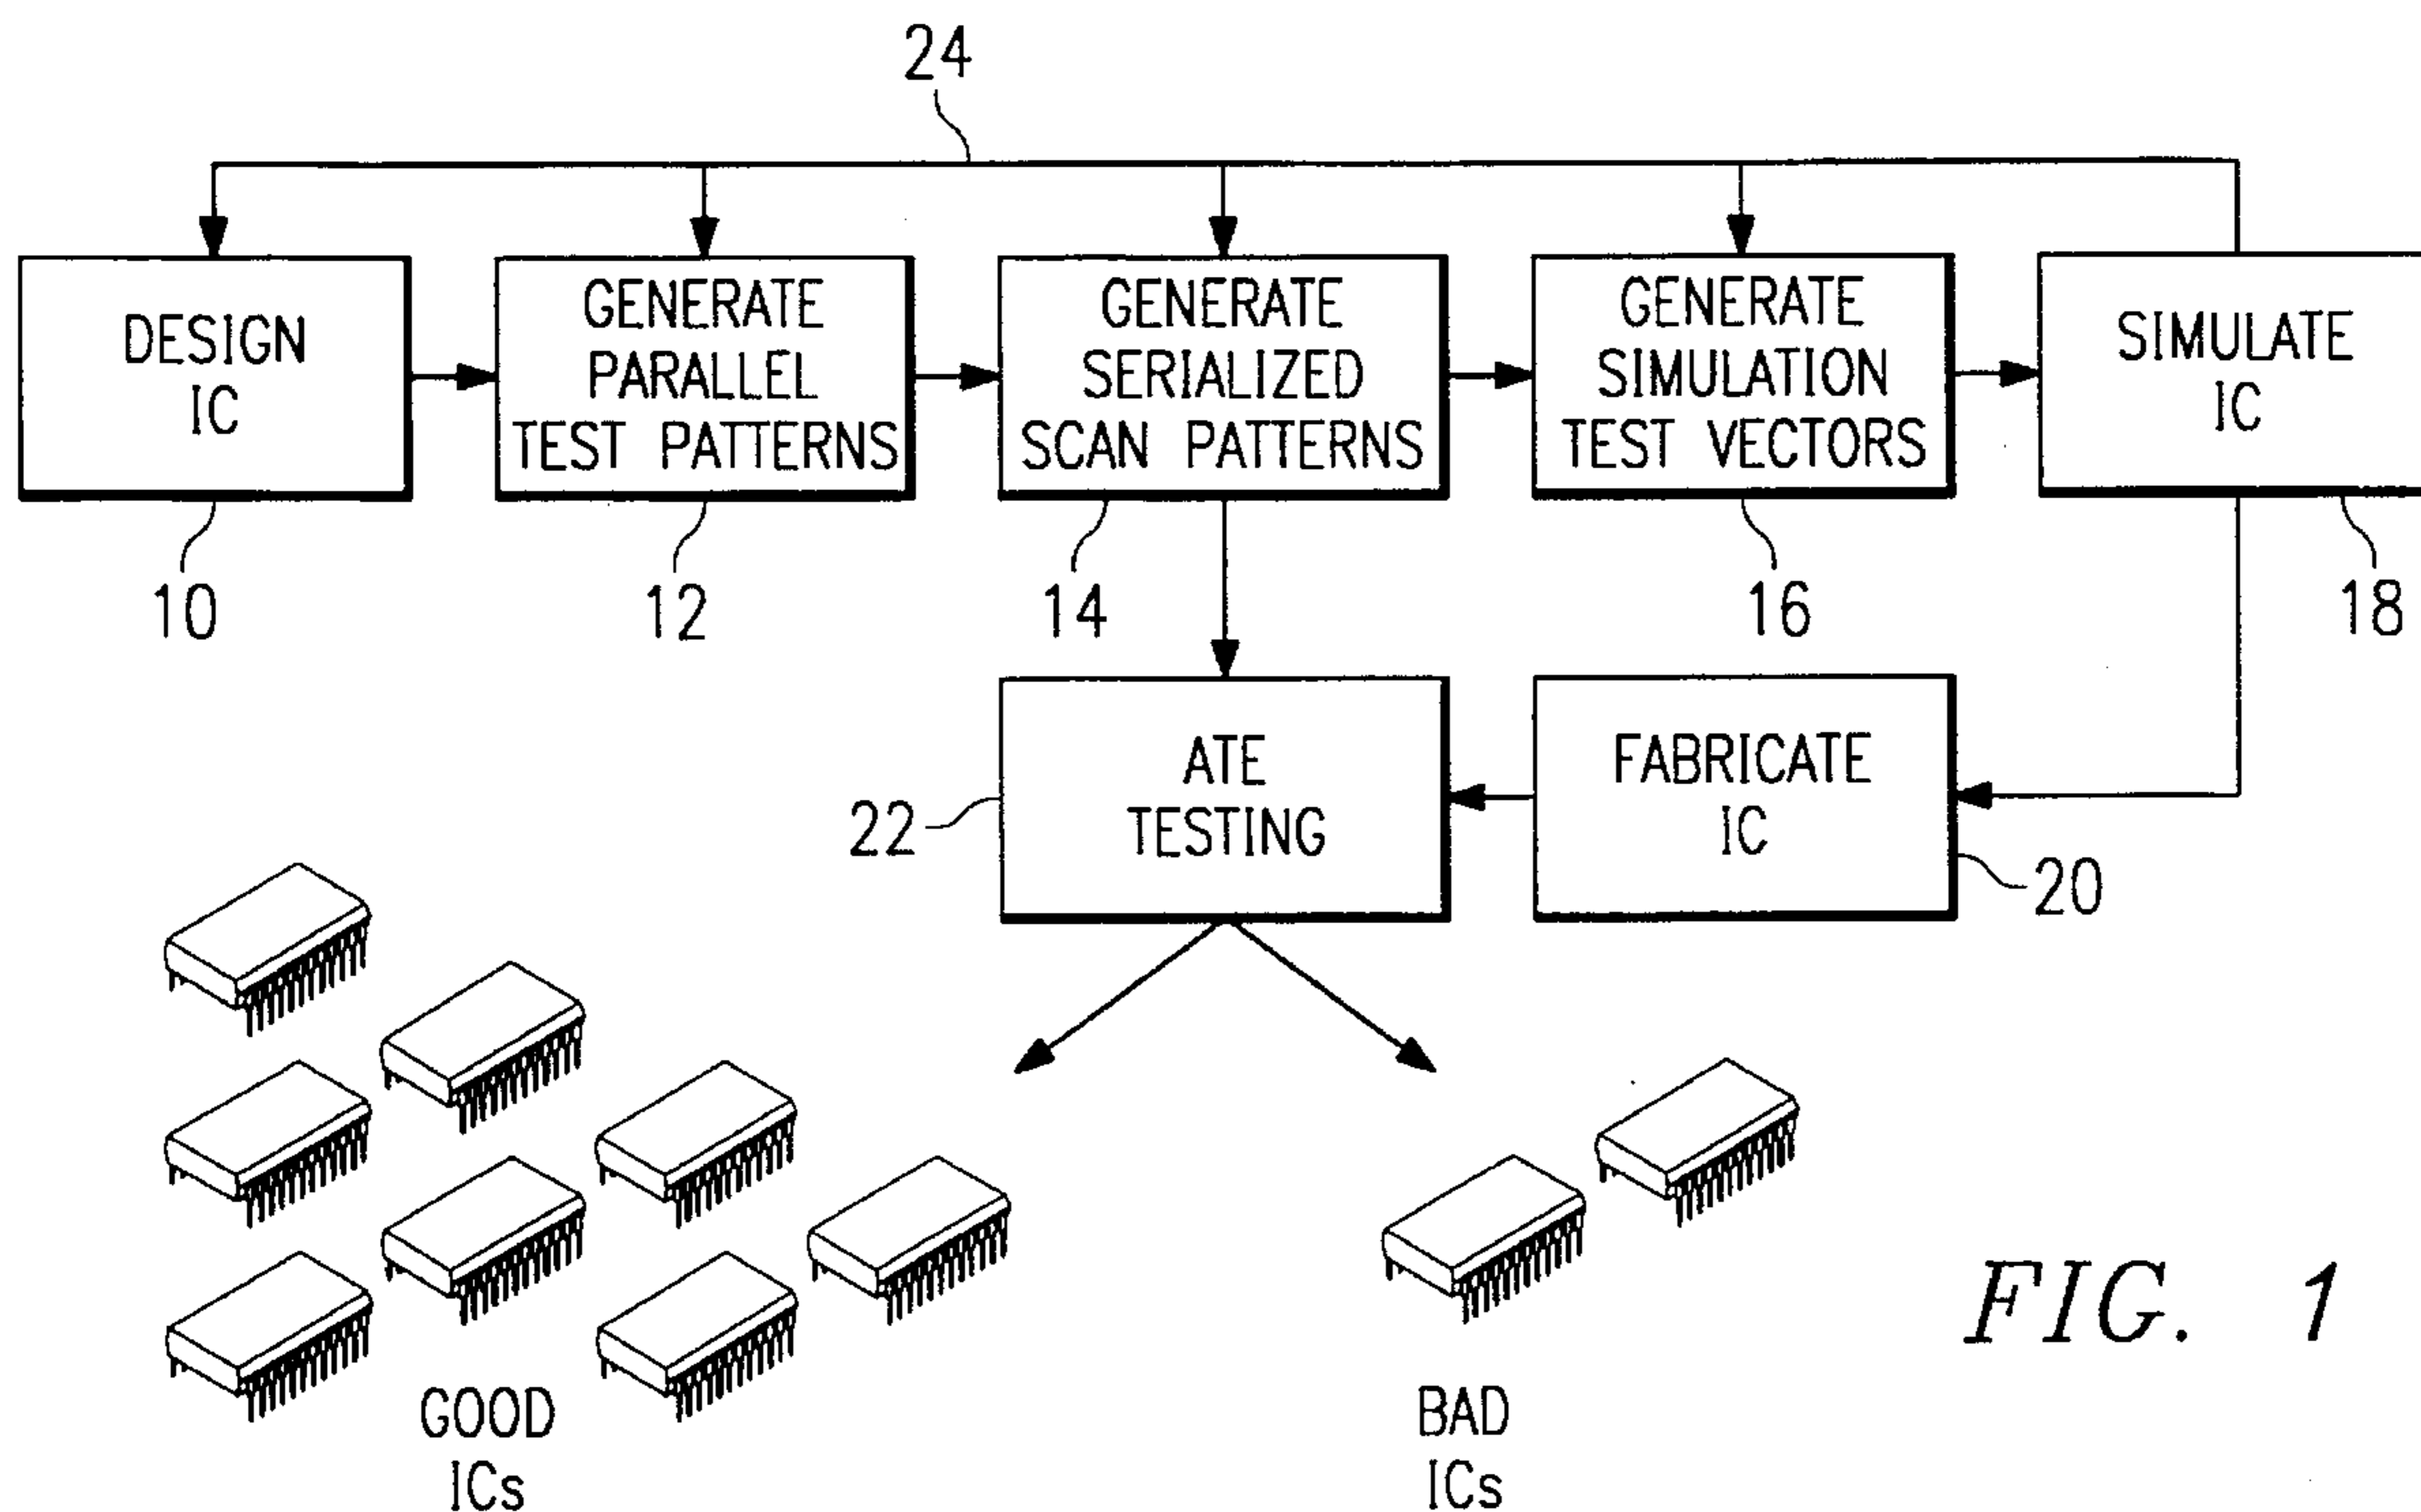 24
DESIGN
IC
GENERATE
PARALLEL
TEST PATTERNS
GENERATE
SERIALIZED
SCAN PATTERNS
GENERATE
SIMULATION
TEST VECTORS
SIMULATE
IC
10
12
14
16
18
ATE
TESTING
FABRICATE
IC
22
20
GOOD
ICs
BAD
ICs
FIG. 1